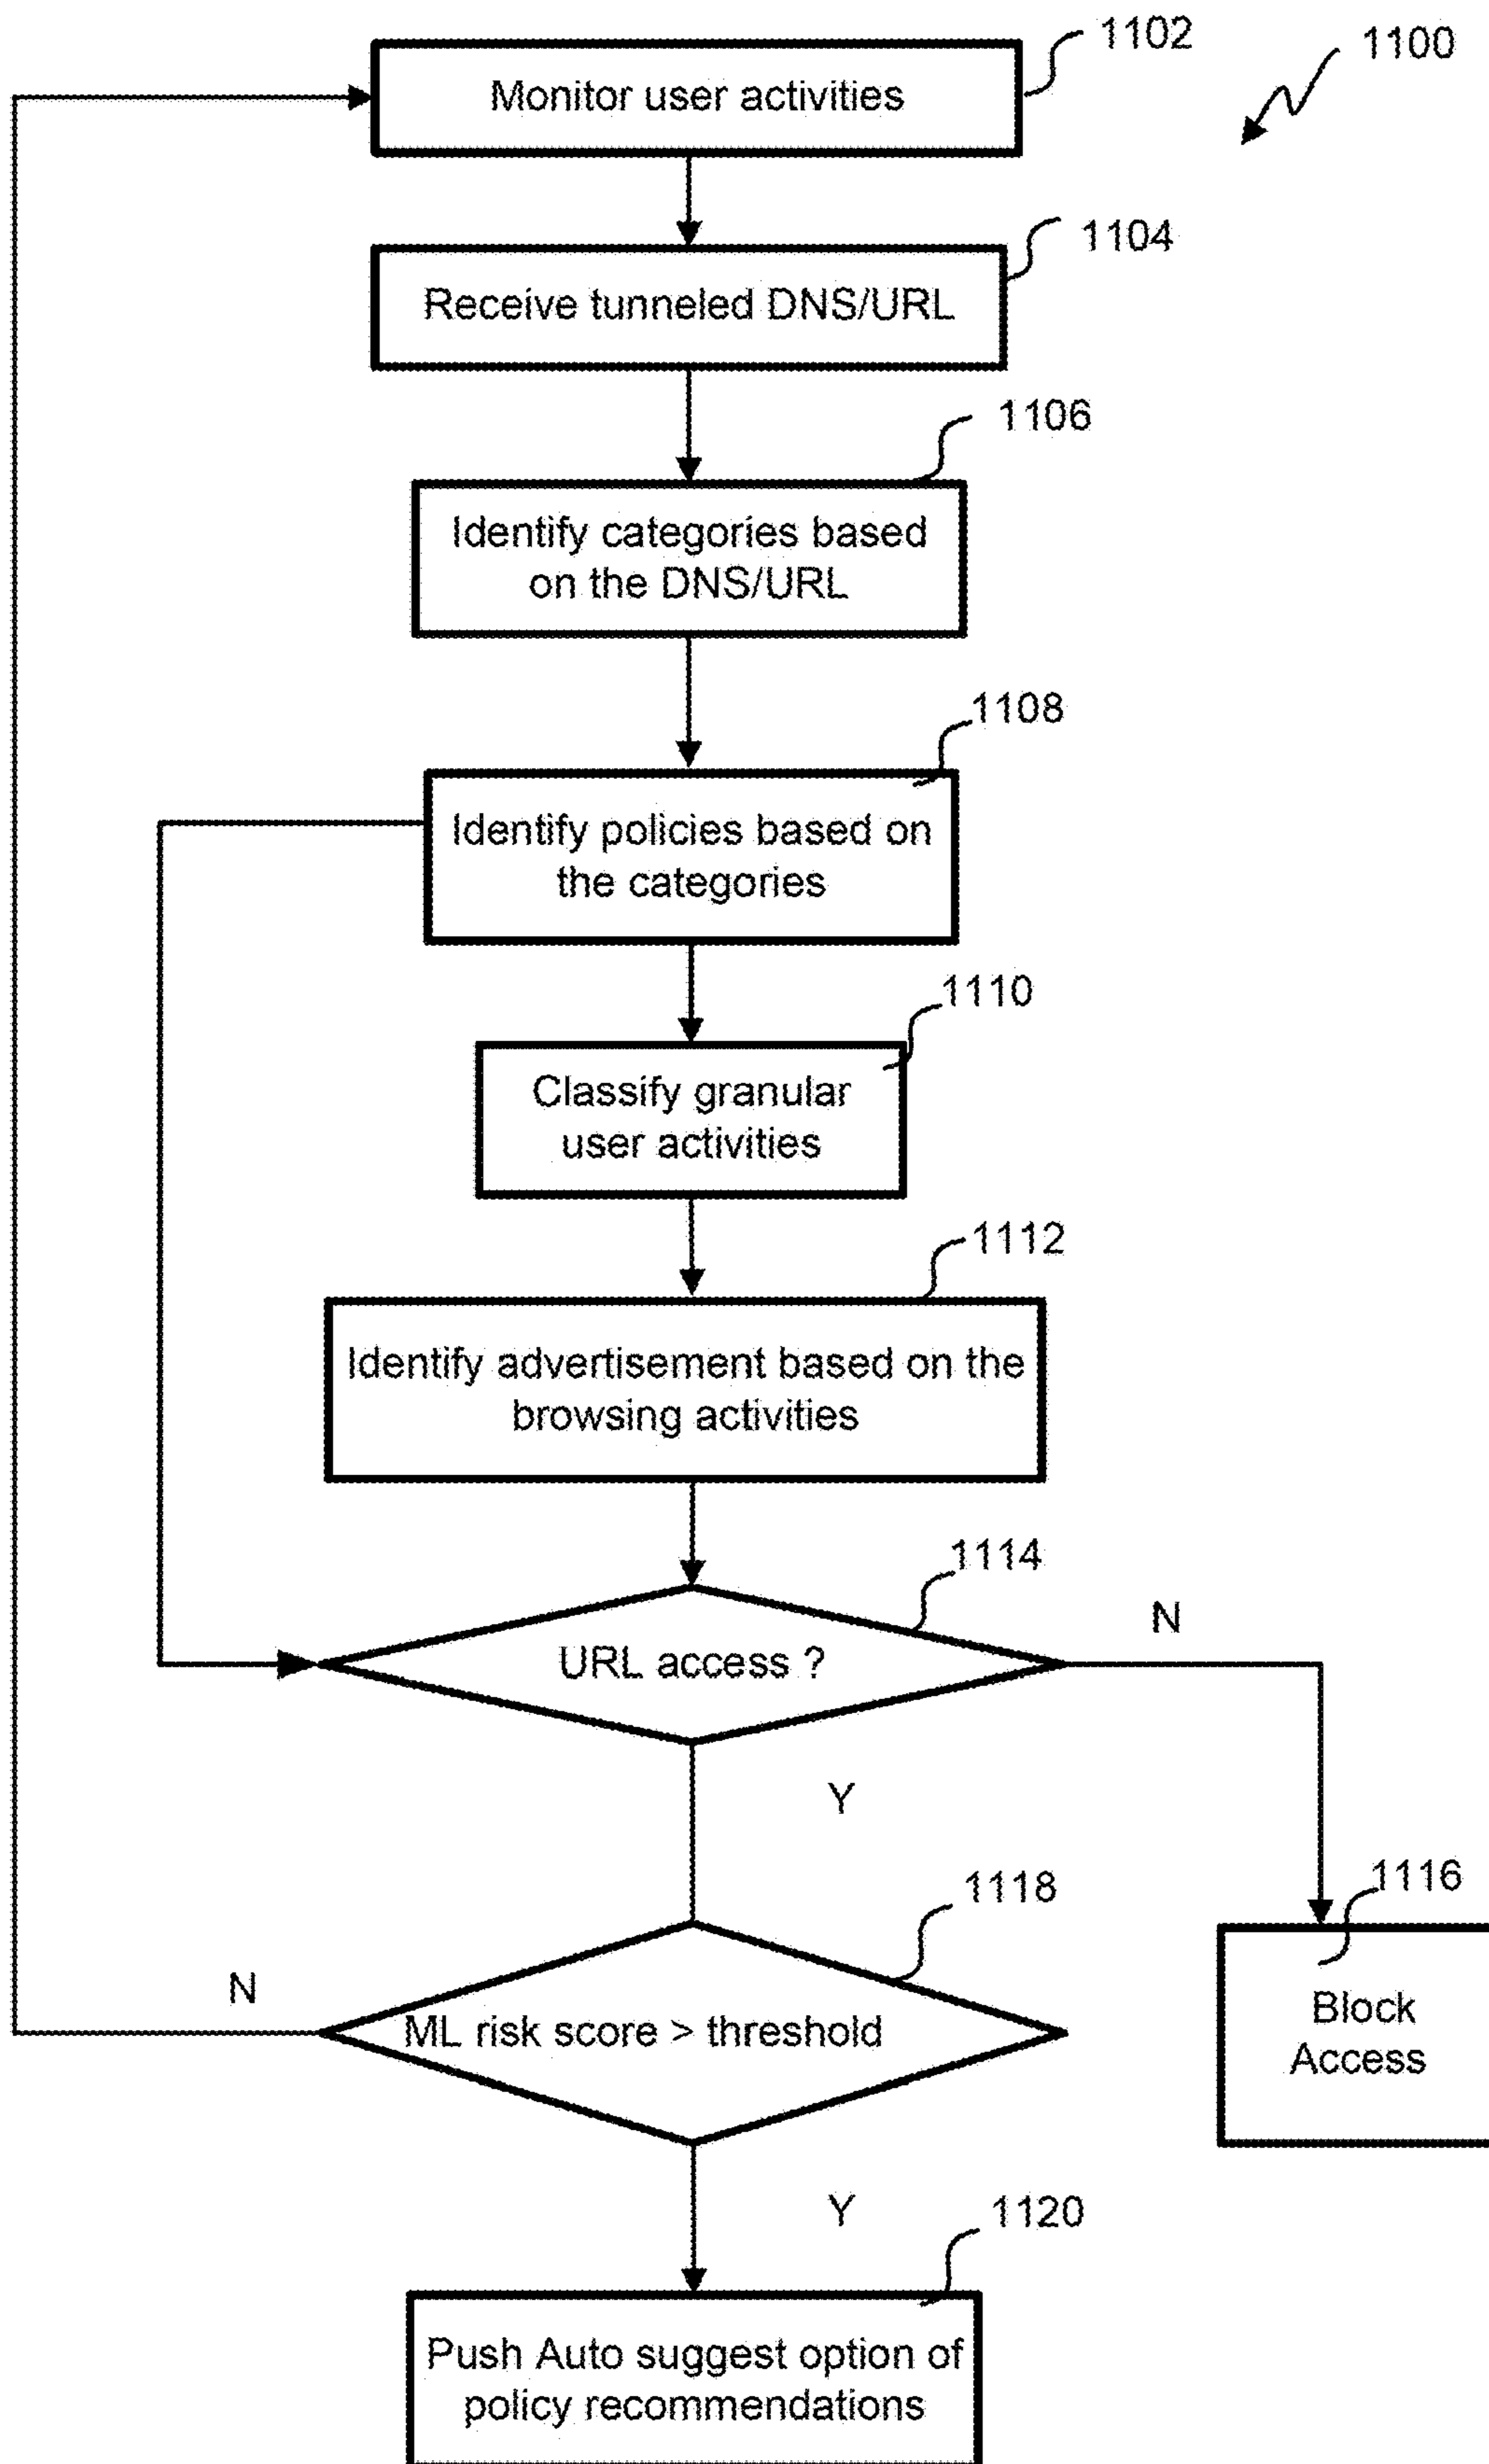 1102
1100
Monitor user activities
1104
Receive tunneled DNS/URL
1106
Identify categories based
on the DNS/URL
1108
Identify policies based on
the categories
1110
Classify granular
user activities
1112
Identify advertisement based on the
browsing activities
1114
N
URL access ?
Y
1116
1118
N
ML risk score > threshold
Block
Access
Y
1120
Push Auto suggest option of
policy recommendations